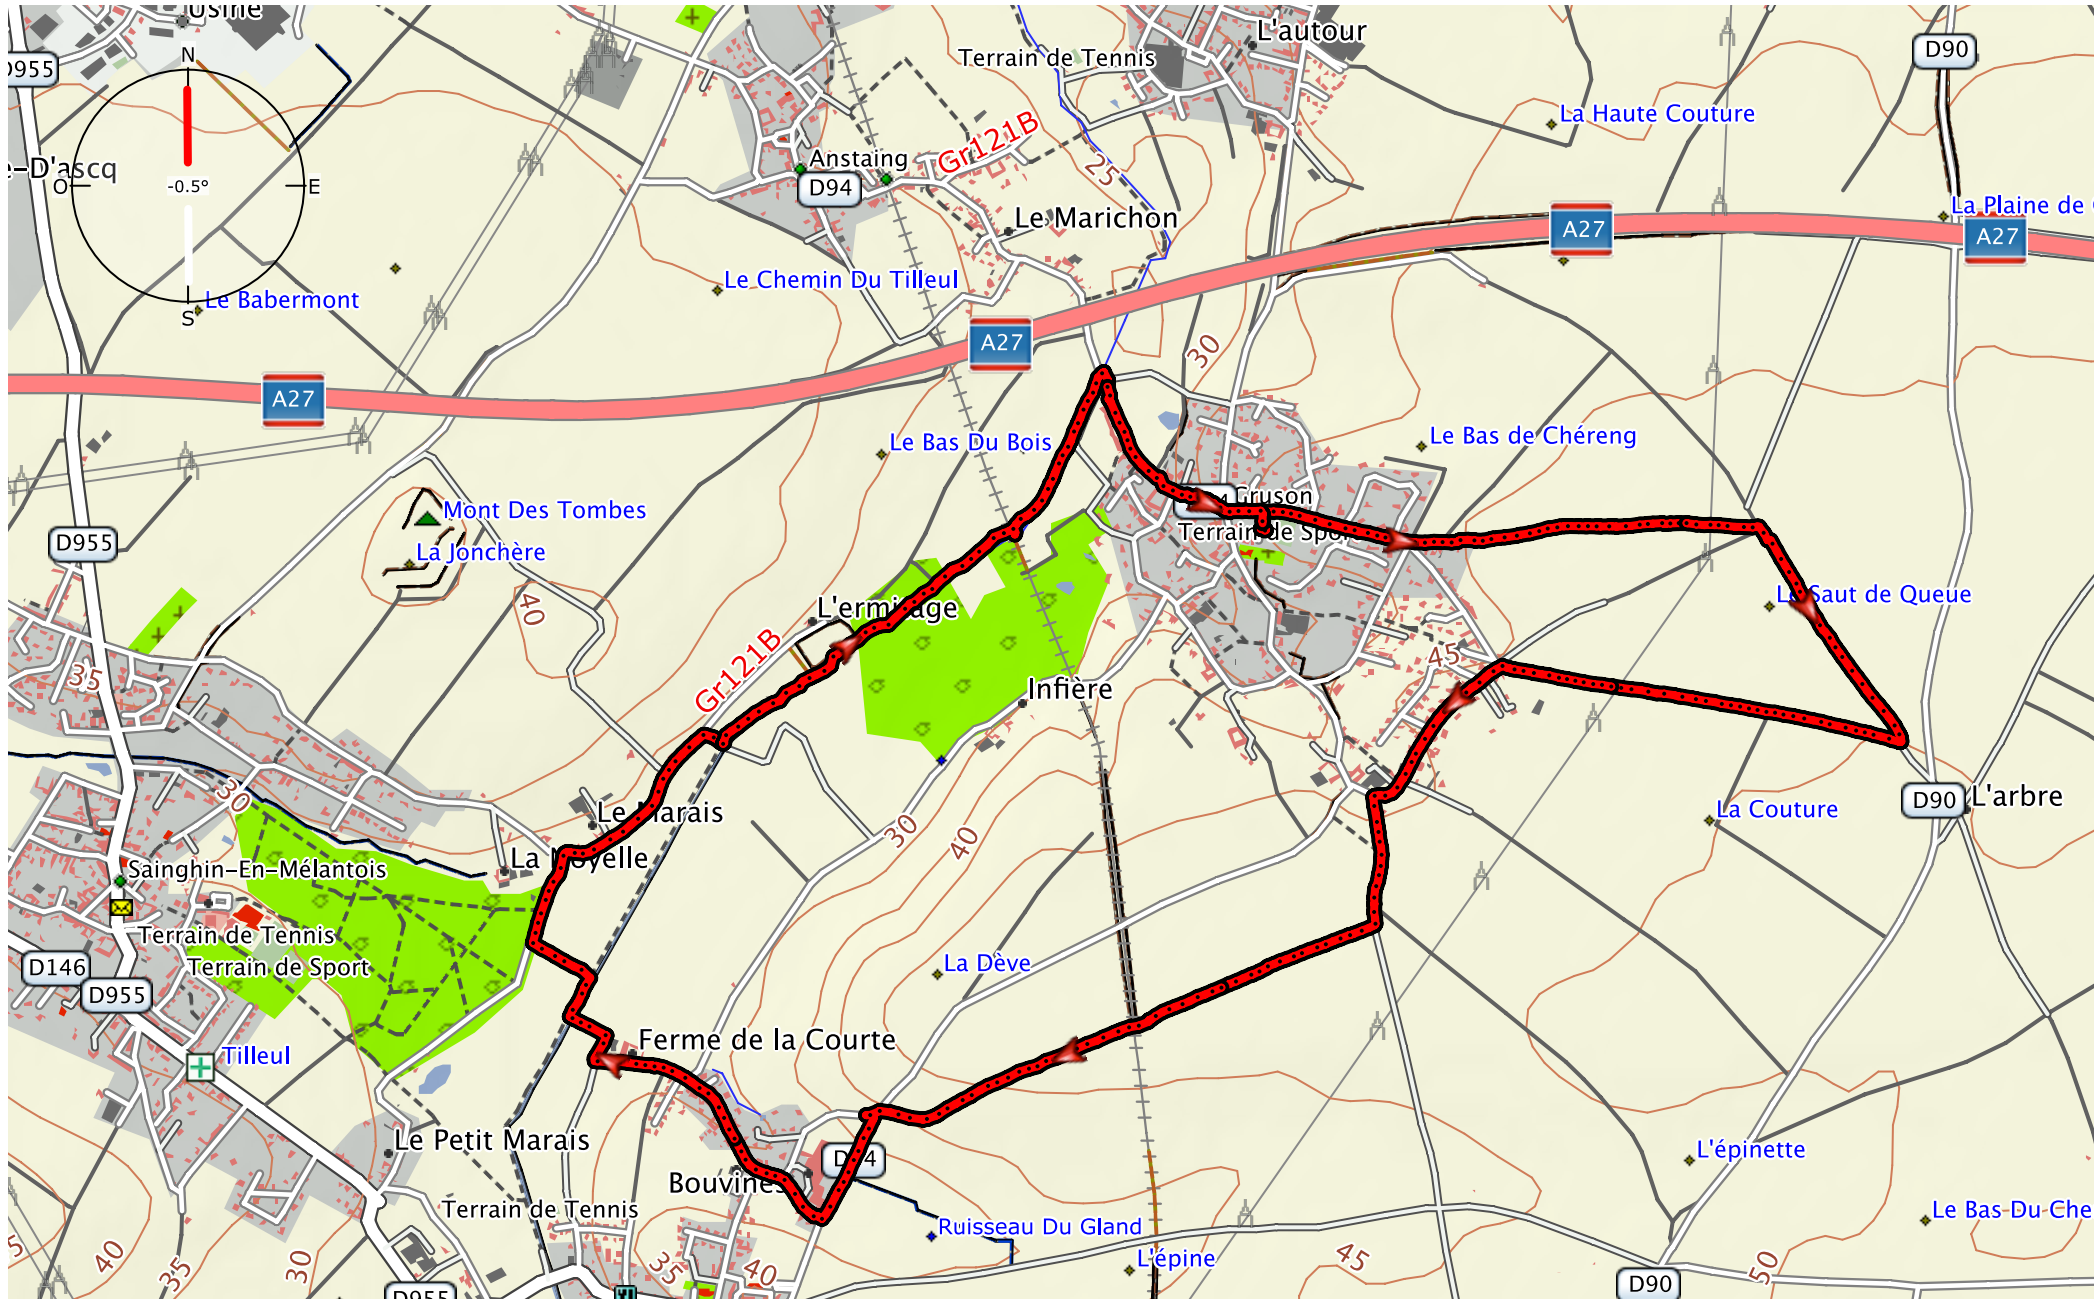 Usine
L'autour
D955
N
Terrain de Tennis
D90
La Haute Couture
Gr121B
Anstaing
25
e-D'ascq
O
-0.5°
E
D94
La Plaine de
Le Marichon
A27
A27
Le Chemin Du Tilleul
Le Babermont
S
A27
30
A27
Le Bas Du Bois
Le Bas de Chéreng
Mont Des Tombes
Gruson
D955
Terrain de Sport
La Jonchère
40
L'ermitage
Le Saut de Queue
Gr121B
45
35
Infière
30
Le Marais
D90
L'arbre
La Couture
30
40
La Noyelle
Sainghin-En-Mélantois
Terrain de Tennis
D146
Terrain de Sport
La Dève
D955
Ferme de la Courte
Tilleul
Le Petit Marais
L'épinette
D94
Bouvines
Terrain de Tennis
Ruisseau Du Gland
Le Bas Du Che
40
35
30
35
40
L'épine
45
50
D90
D955